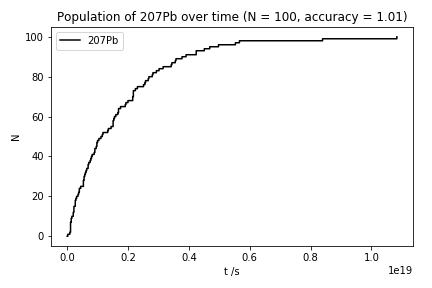 Population of 207Pb over time (N = 100, accuracy = 1.01)
207Pb
100
80
60
40
20
0
N
0.0 0.2 0.4 0.6 0.8 1.0
1e19
t /s